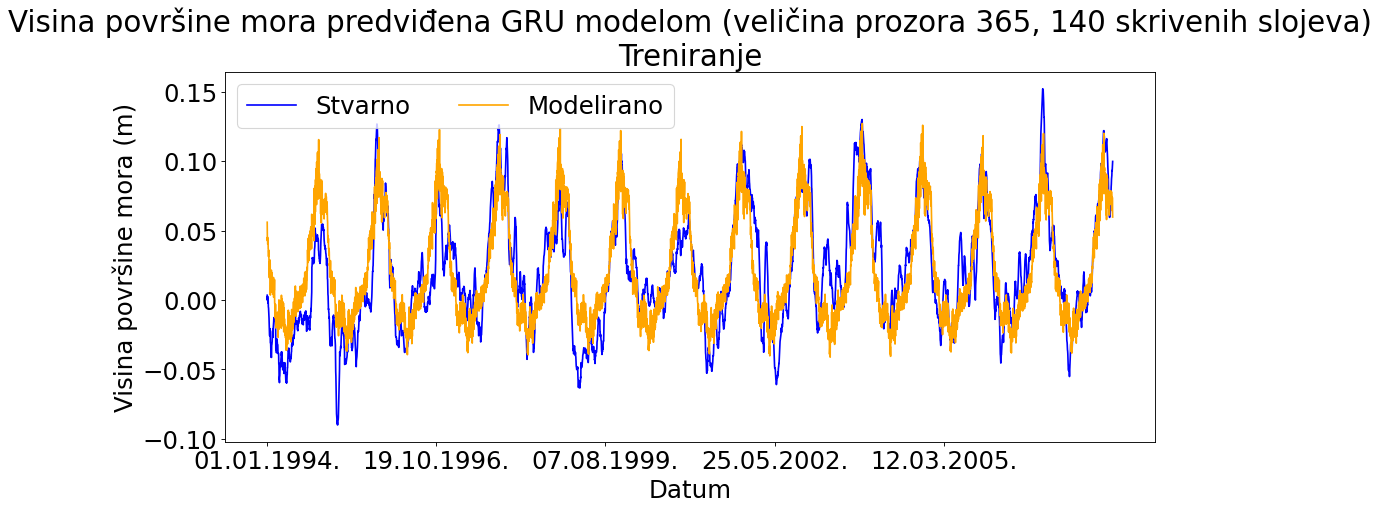 Visina površine mora predviđena GRU modelom (veličina prozora 365, 140 skrivenih slojeva)
Treniranje
Stvarno Modelirano
Visina površine mora (m)
0.15
0.10
0.05
0.00
−0.05
−0.10
01.01.1994. 19.10.1996. 07.08.1999. 25.05.2002. 12.03.2005.
Datum